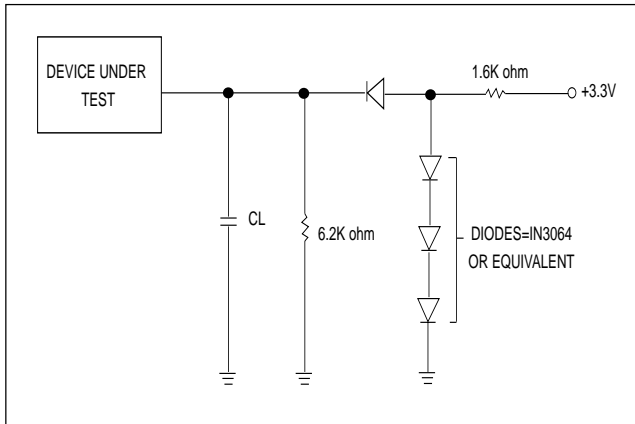 DEVICE UNDER
TEST
1.6K ohm
+3.3V
CL
6.2K ohm
DIODES=IN3064
OR EQUIVALENT